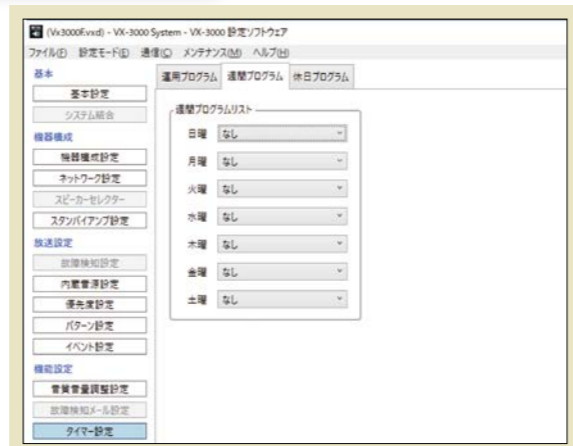 (Vx3000F.vxd) - VX-3000 System - VX-3000 設定ソフトウェア
ファイル(F) 設定モード(D) 通信(C) メンテナンス(M) ヘルプ(H)
基本
基本設定
システム結合
機器構成
機器構成設定
ネットワーク設定
スピーカーセレクター
スタンバイアンプ設定
放送設定
故障検知設定
内蔵音源設定
優先度設定
パターン設定
イベント設定
機能設定
音質音量調整設定
故障検知メール設定
タイマー設定
運用プログラム 週間プログラム 休日プログラム
週間プログラムリスト
日曜 なし
月曜 なし
火曜 なし
水曜 なし
木曜 なし
金曜 なし
土曜 なし